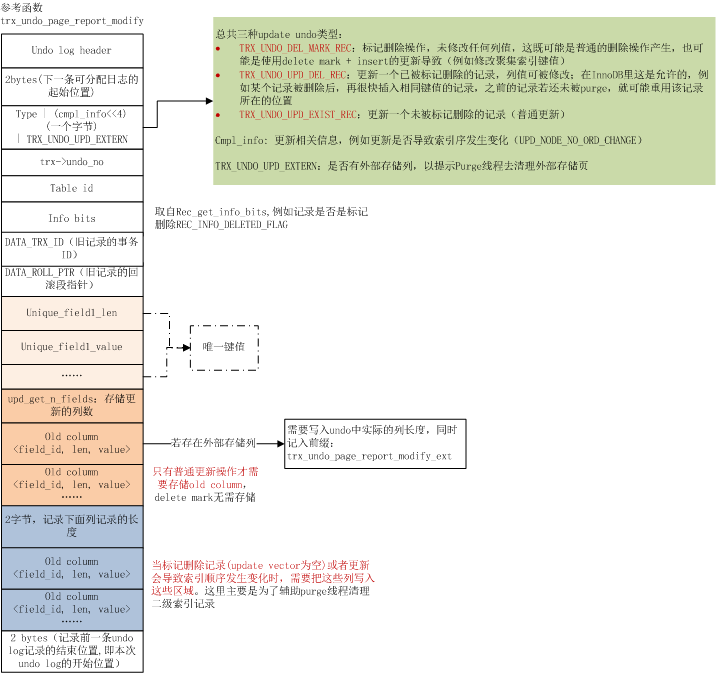 参考函数
trx_undo_page_report_modify
Undo log header
2bytes(下一条可分配日志的
起始位置)
Type | (cmpl_info<<4)
(一个字节)
| TRX_UNDO_UPD_EXTERN
trx->undo_no
Table id
Info bits
DATA_TRX_ID（旧记录的事务
ID）
DATA_ROLL_PTR（旧记录的回
滚段指针）
Unique_field1_len
Unique_field1_value
……
upd_get_n_fields：存储更
新的列数
Old column
<field_id, len, value>
Old column
<field_id, len, value>
……
2字节，记录下面列记录的长
度
Old column
<field_id, len, value>
Old column
<field_id, len, value>
……
2 bytes（记录前一条undo
log记录的结束位置,即本次
undo log的开始位置）
总共三种update undo类型：
● TRX_UNDO_DEL_MARK_REC：标记删除操作，未修改任何列值，这既可能是普通的删除操作产生，也可
能是使用delete mark + insert的更新导致（例如修改聚集索引键值）
● TRX_UNDO_UPD_DEL_REC：更新一个已被标记删除的记录，列值可被修改；在InnoDB里这是允许的，例
如某个记录被删除后，再很快插入相同键值的记录，之前的记录若还未被purge，就可能重用该记录
所在的位置
● TRX_UNDO_UPD_EXIST_REC；更新一个未被标记删除的记录（普通更新）
Cmpl_info: 更新相关信息，例如更新是否导致索引序发生变化（UPD_NODE_NO_ORD_CHANGE）
TRX_UNDO_UPD_EXTERN：是否有外部存储列，以提示Purge线程去清理外部存储页
取自Rec_get_info_bits,例如记录是否是标记
删除REC_INFO_DELETED_FLAG
唯一键值
若存在外部存储列
需要写入undo中实际的列长度，同时
记入前缀：
trx_undo_page_report_modify_ext
只有普通更新操作才需
要存储old column，
delete mark无需存储
当标记删除记录(update vector为空)或者更新
会导致索引顺序发生变化时，需要把这些列写入
这些区域。这里主要是为了辅助purge线程清理
二级索引记录